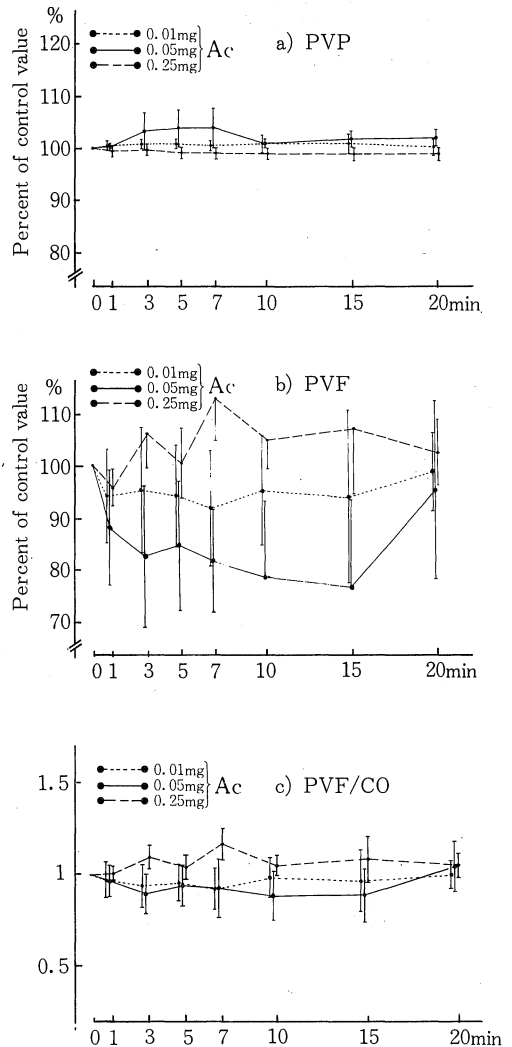 %
120
0.01mg
0.05mg Ac a) PVP
0.25mg
110
100
90
80
Percent of control value
0 1 3 5 7 10 15 20min
%
0.01mg
0.05mg Ac b) PVF
0.25mg
110
100
90
80
70
Percent of control value
0 1 3 5 7 10 15 20min
1.5
0.01mg
0.05mg Ac c) PVF/CO
0.25mg
1
0.5
0 1 3 5 7 10 15 20min